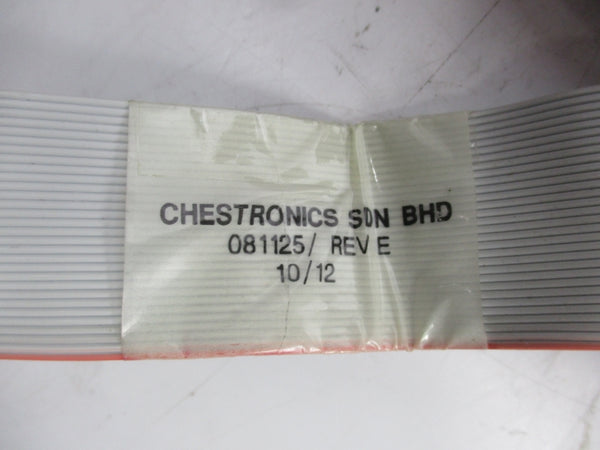 CHESTRONICS SDN BHD
081125/ REV E
10/12